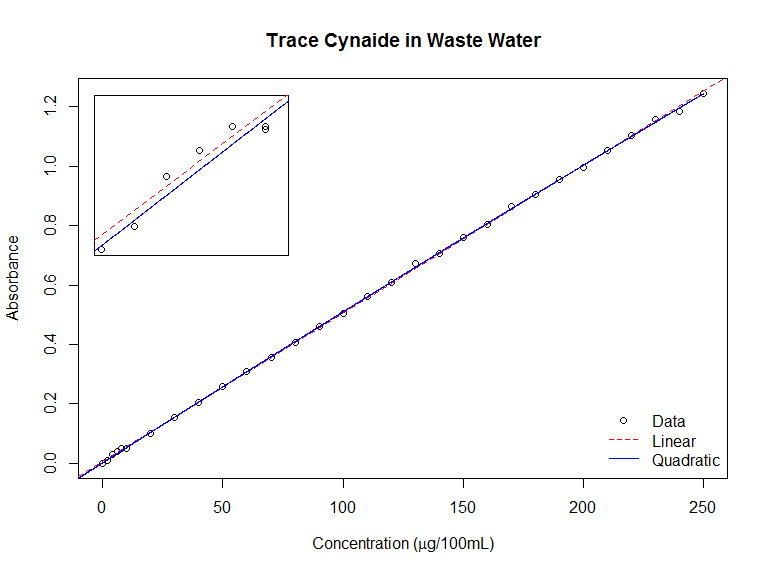 Trace Cynaide in Waste Water
Absorbance
1.2
1.0
0.8
0.6
0.4
0.2
0.0
Data
Linear
Quadratic
0 50 100 150 200 250
Concentration (μg/100mL)